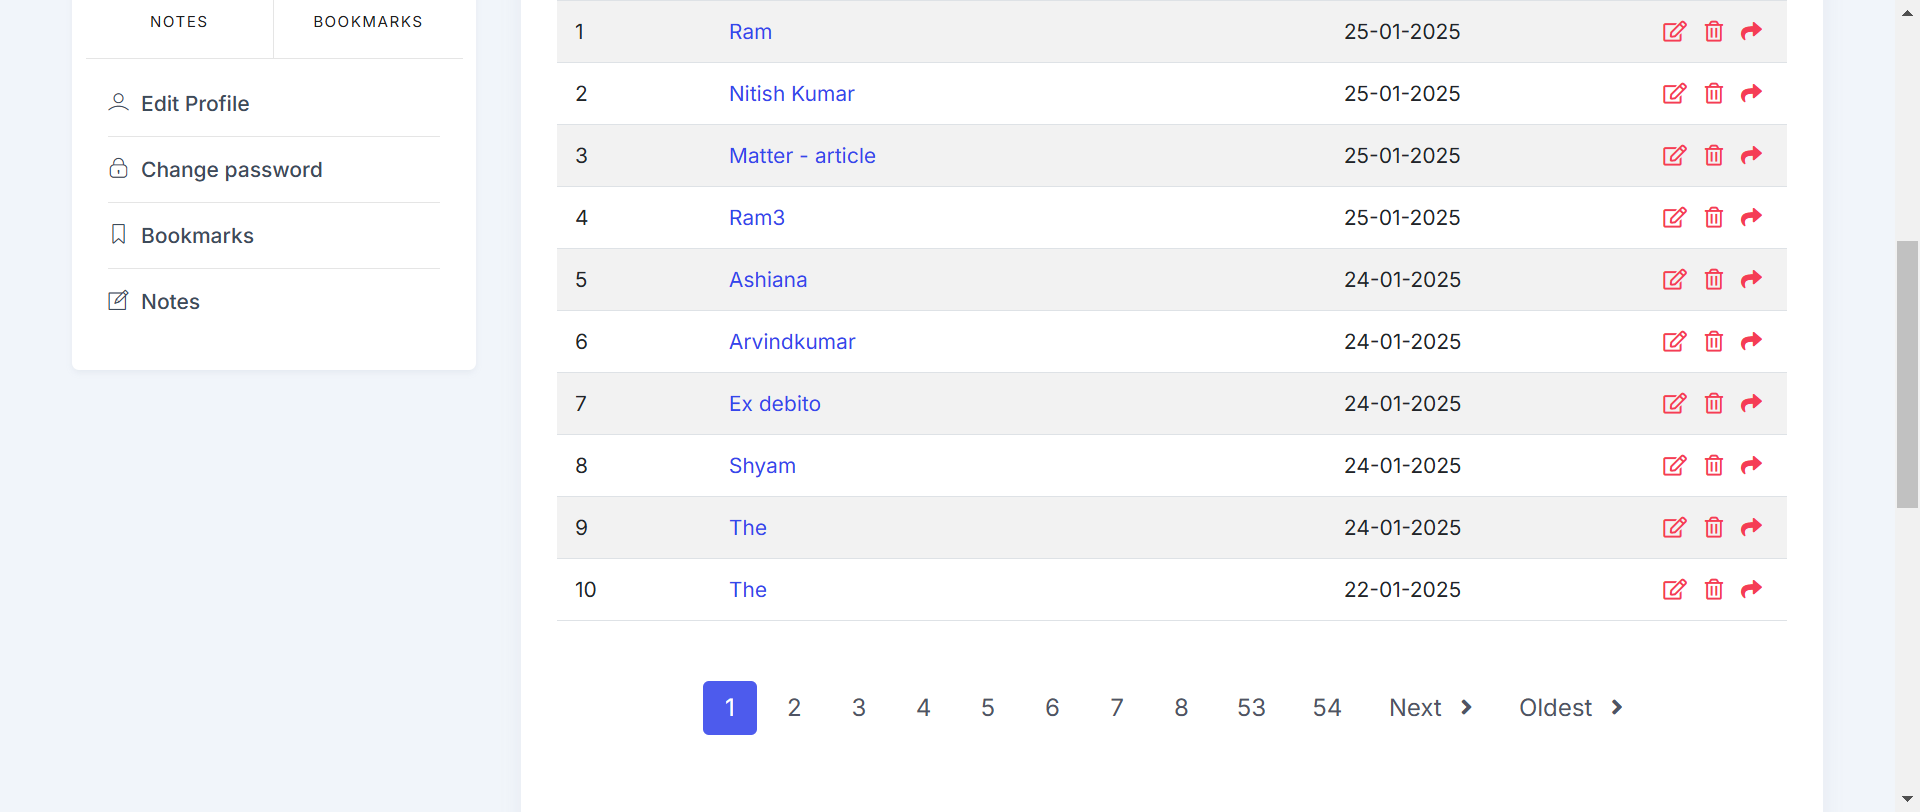 NOTES BOOKMARKS
Edit Profile
Change password
Bookmarks
Notes
1 Ram 25-01-2025
2 Nitish Kumar 25-01-2025
3 Matter - article 25-01-2025
4 Ram3 25-01-2025
5 Ashiana 24-01-2025
6 Arvindkumar 24-01-2025
7 Ex debito 24-01-2025
8 Shyam 24-01-2025
9 The 24-01-2025
10 The 22-01-2025
1 2 3 4 5 6 7 8 53 54 Next Oldest